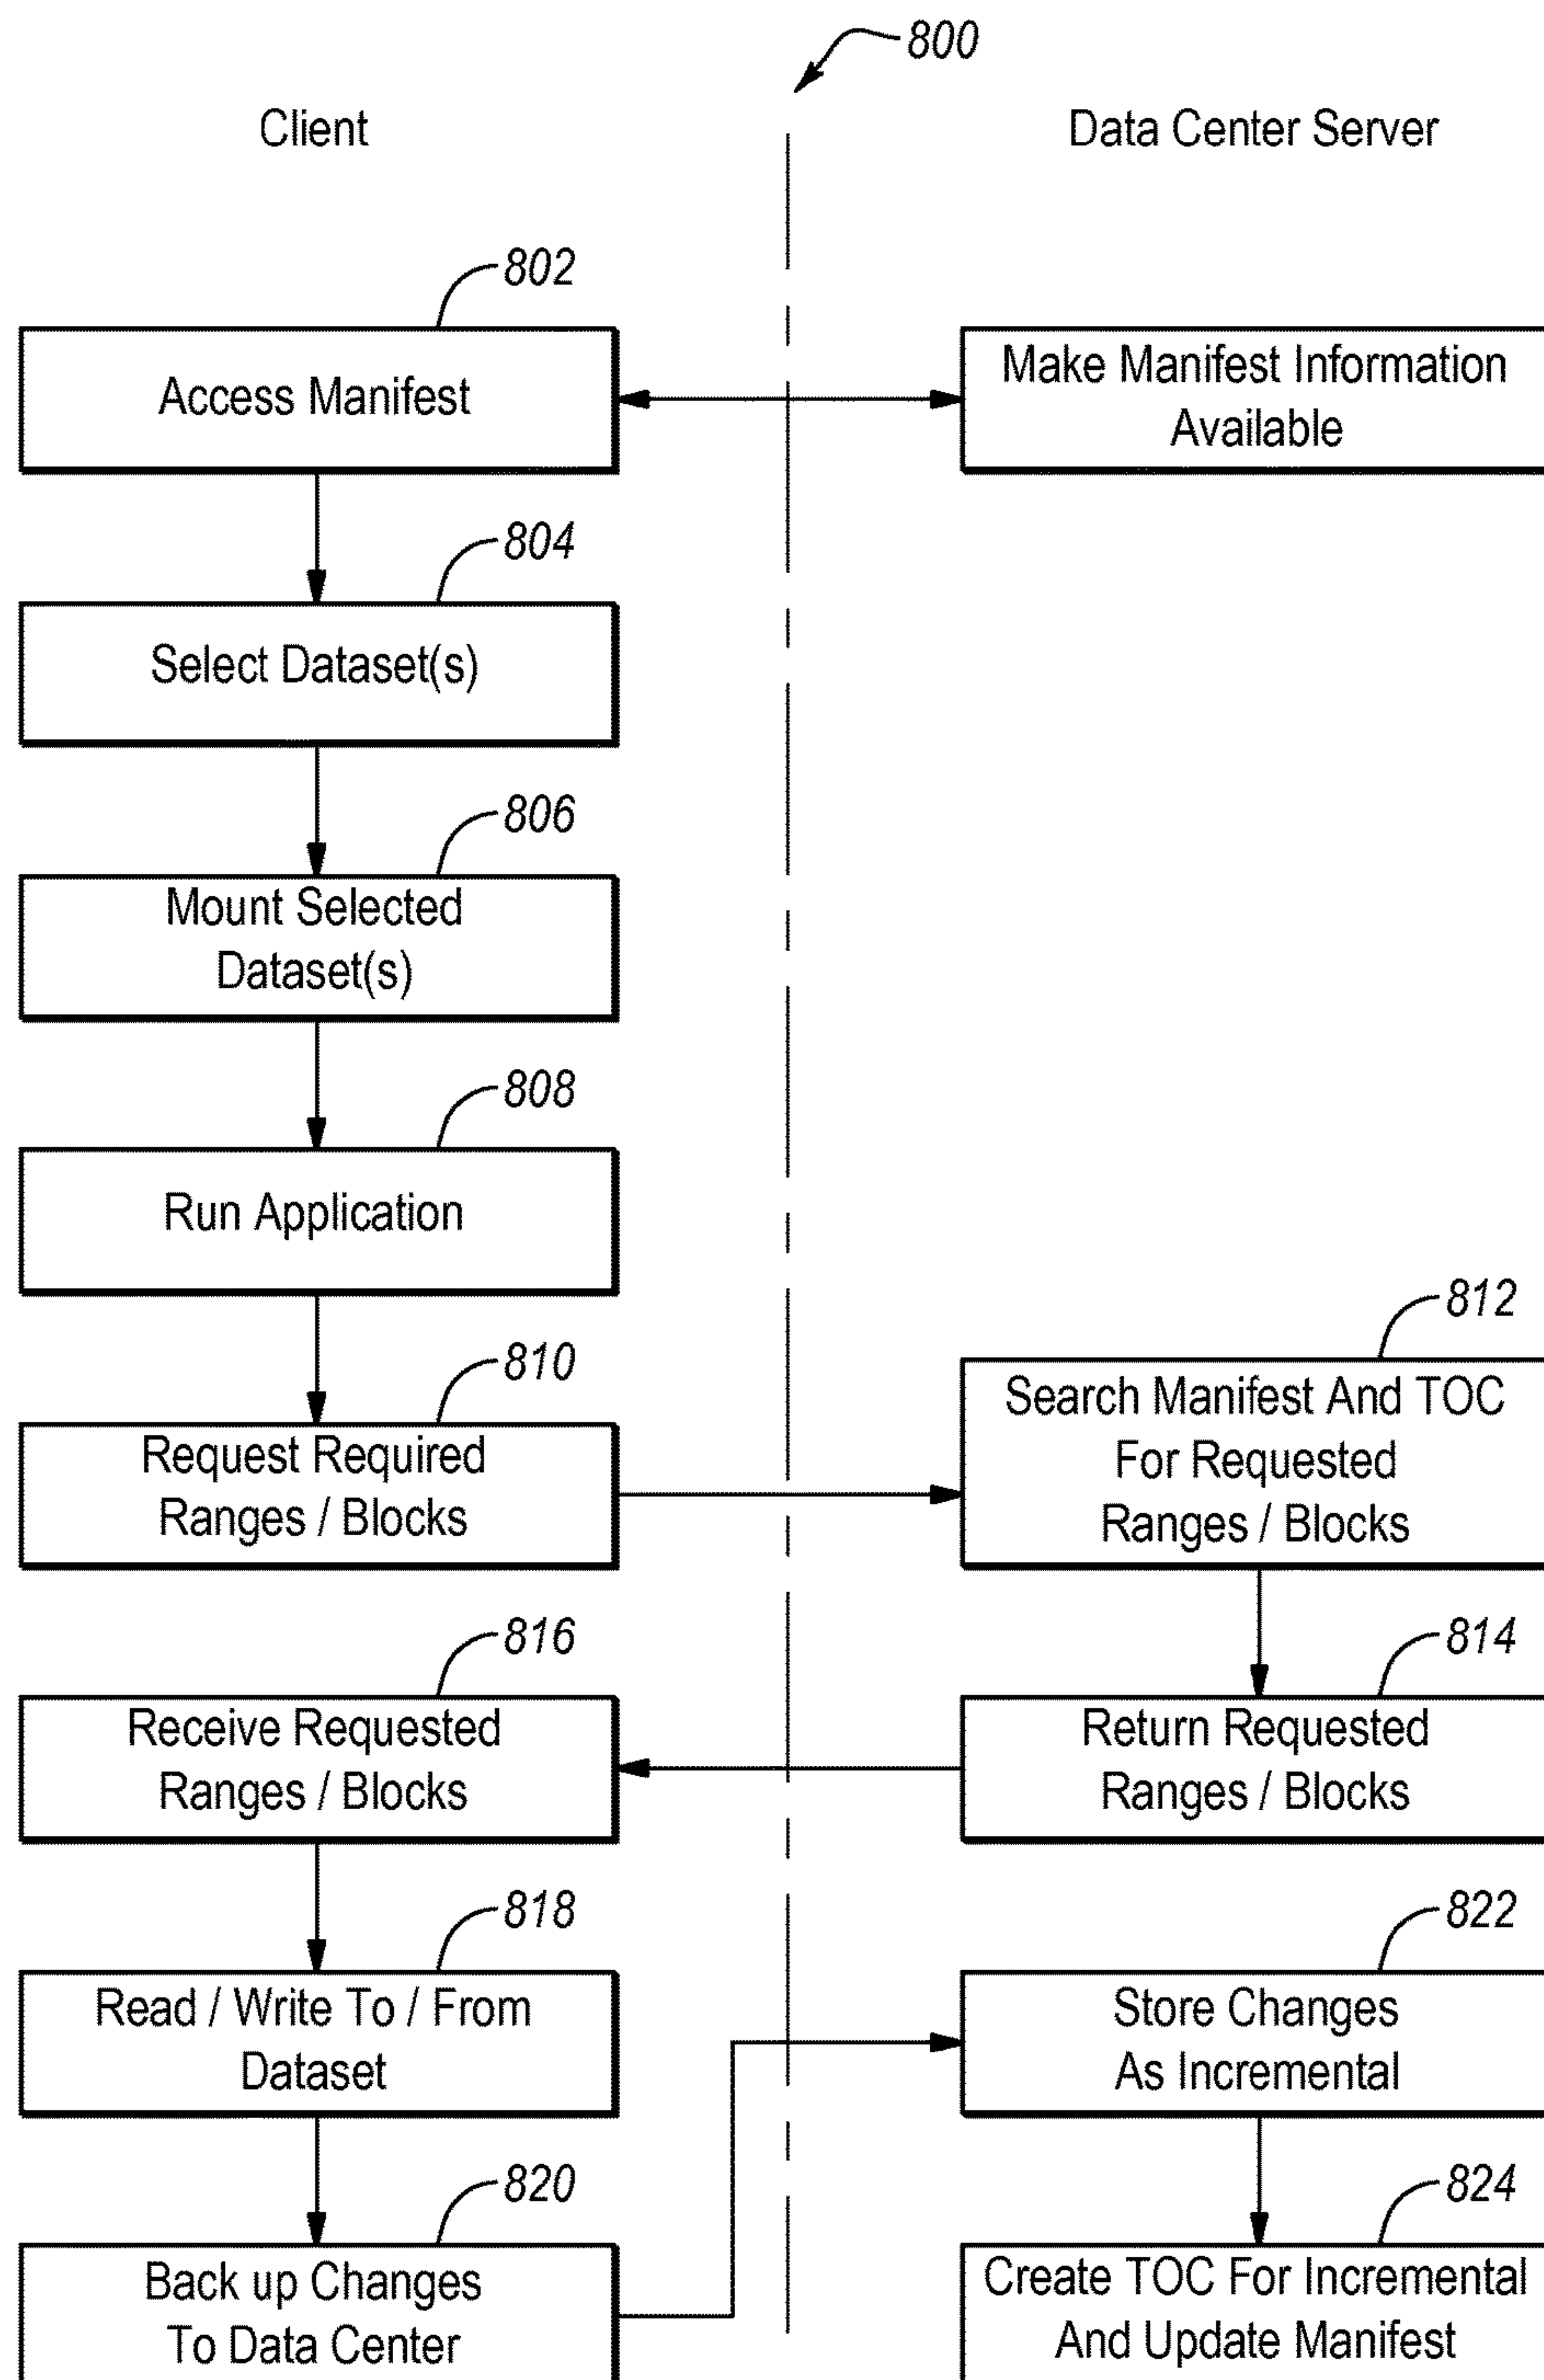 800
Client
Data Center Server
802
Access Manifest
Make Manifest Information
Available
804
Select Dataset(s)
806
Mount Selected
Dataset(s)
808
Run Application
810
Request Required
Ranges / Blocks
812
Search Manifest And TOC
For Requested
Ranges / Blocks
816
Receive Requested
Ranges / Blocks
814
Return Requested
Ranges / Blocks
818
Read / Write To / From
Dataset
822
Store Changes
As Incremental
820
Back up Changes
To Data Center
824
Create TOC For Incremental
And Update Manifest